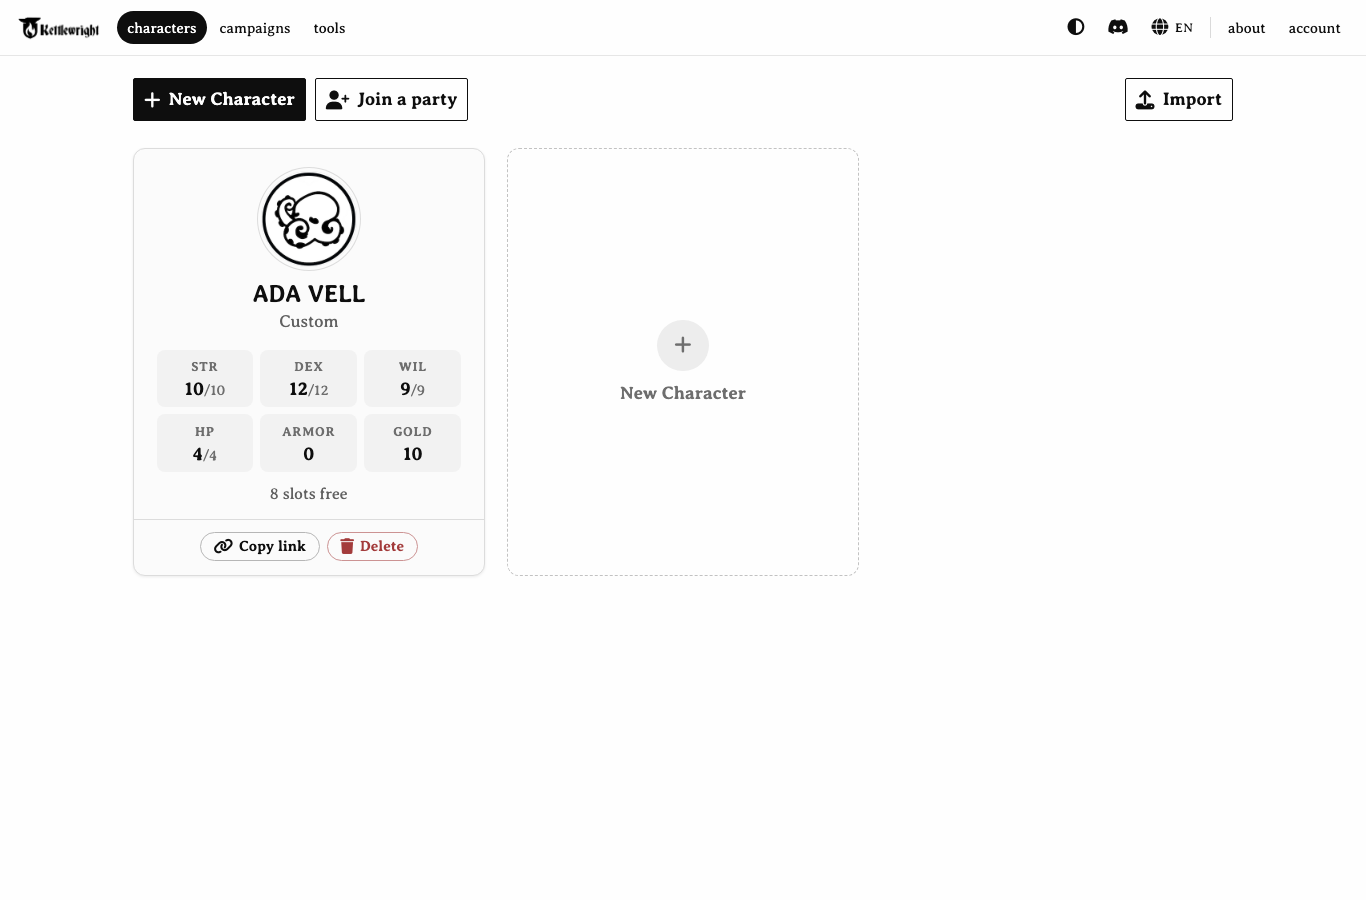 Kettlewright
characters
campaigns
tools
EN
about
account
New Character
Join a party
Import
ADA VELL
Custom
STR
DEX
WIL
10/10
12/12
9/9
HP
ARMOR
GOLD
4/4
0
10
8 slots free
Copy link
Delete
New Character